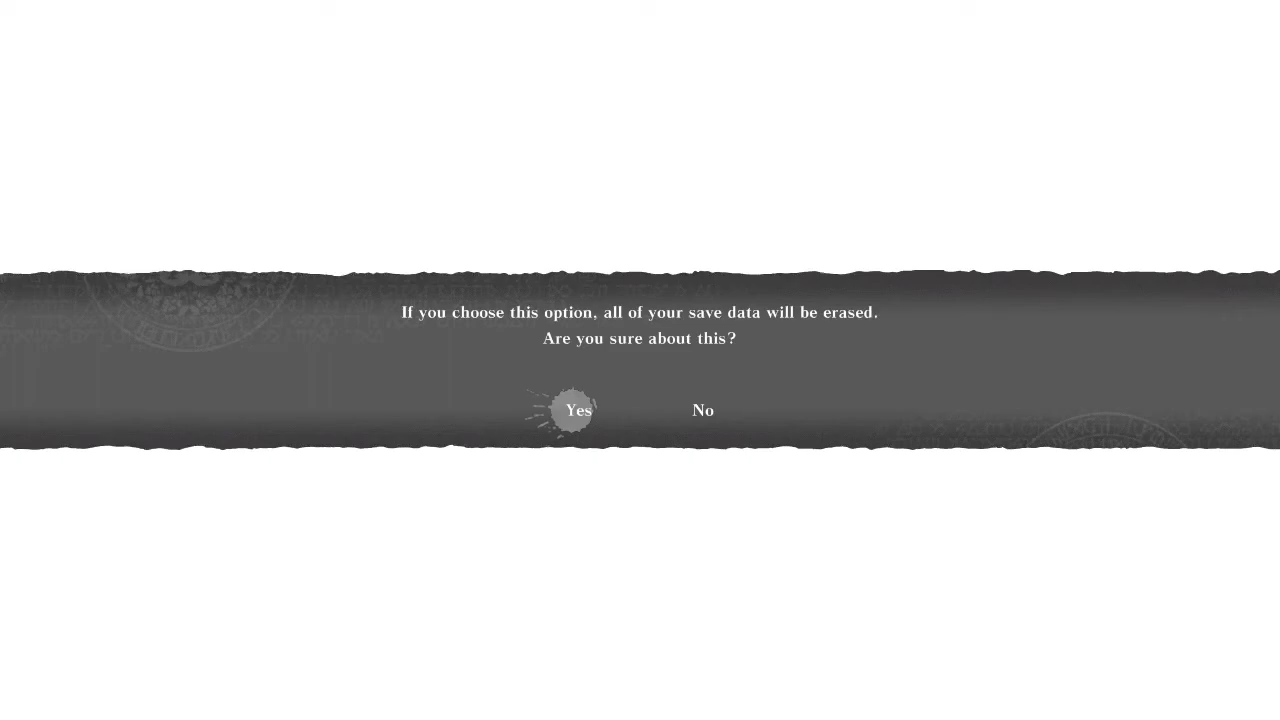 If you choose this option, all of your save data will be erased.
Are you sure about this?
Yes No